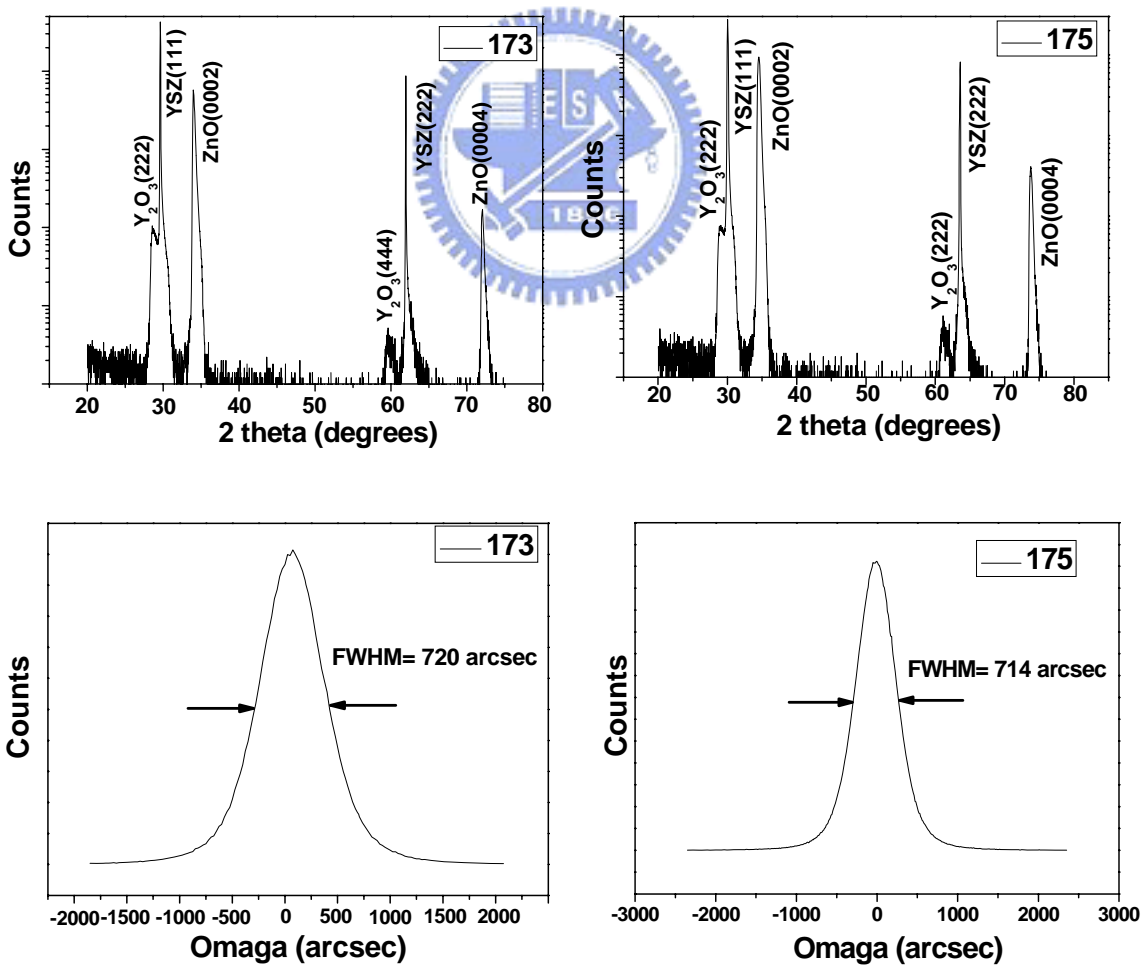 173
Counts
Y2O3(222)
YSZ(111)
ZnO(0002)
Y2O3(444)
YSZ(222)
ZnO(0004)
20 30 40 50 60 70 80
2 theta (degrees)
175
Counts
Y2O3(222)
YSZ(111)
ZnO(0002)
Y2O3(222)
YSZ(222)
ZnO(0004)
20 30 40 50 60 70 80
2 theta (degrees)
ES
1896
173
FWHM= 720 arcsec
Counts
-2000 -1500 -1000 -500 0 500 1000 1500 2000
Omaga (arcsec)
175
FWHM= 714 arcsec
Counts
-3000 -2000 -1000 0 1000 2000 3000
Omaga (arcsec)